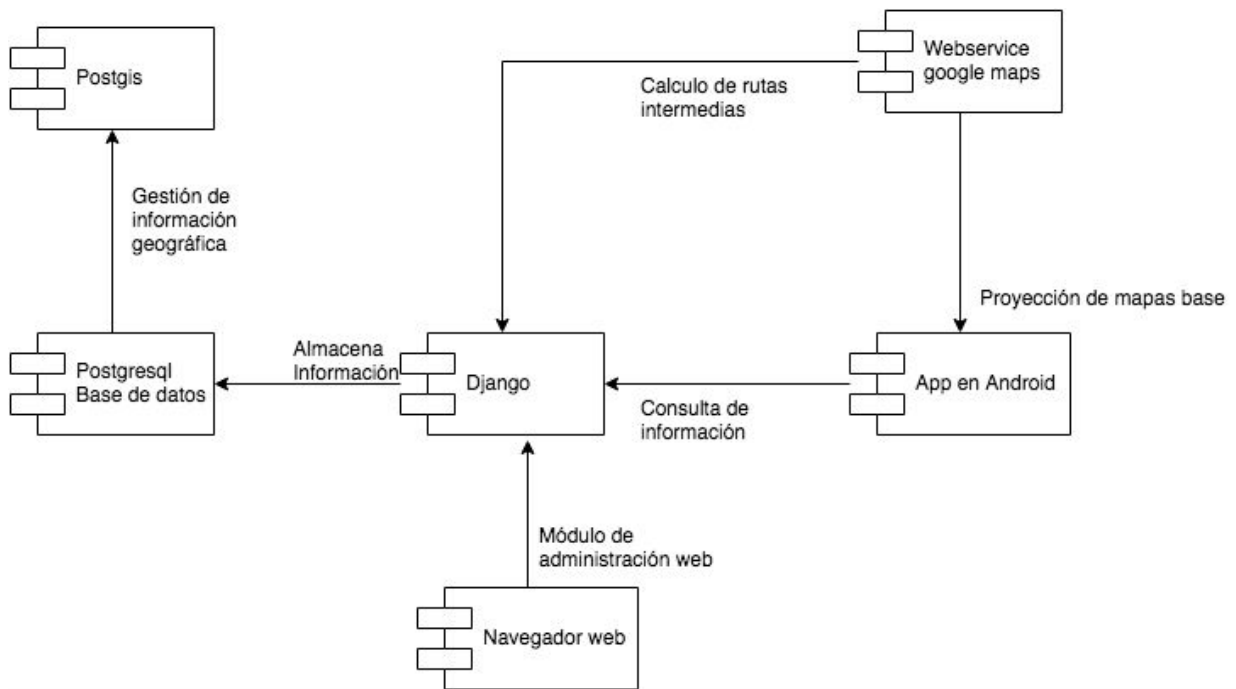 Postgis
Webservice
google maps
Calculo de rutas
intermedias
Gestión de
información
geográfica
Proyección de mapas base
Postgresql
Base de datos
Almacena
Información
Django
App en Android
Consulta de
información
Módulo de
administración web
Navegador web